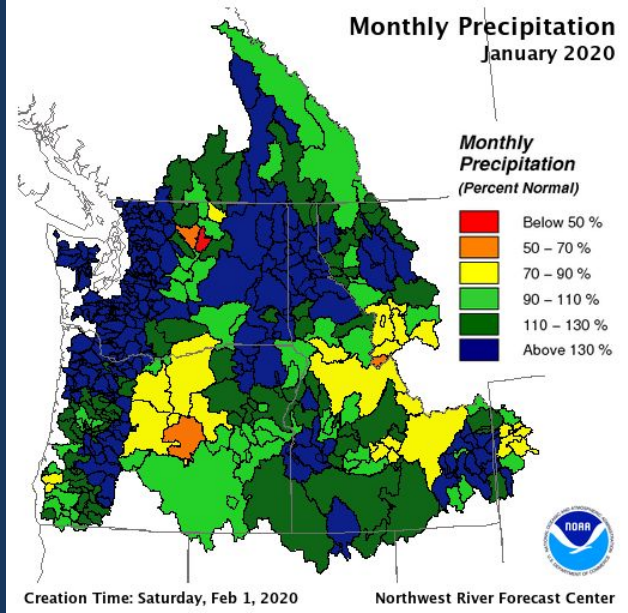 Monthly Precipitation
January 2020
Monthly
Precipitation
(Percent Normal)
Below 50 %
50 – 70 %
70 – 90 %
90 – 110 %
110 – 130 %
Above 130 %
NOAA
Creation Time: Saturday, Feb 1, 2020
Northwest River Forecast Center